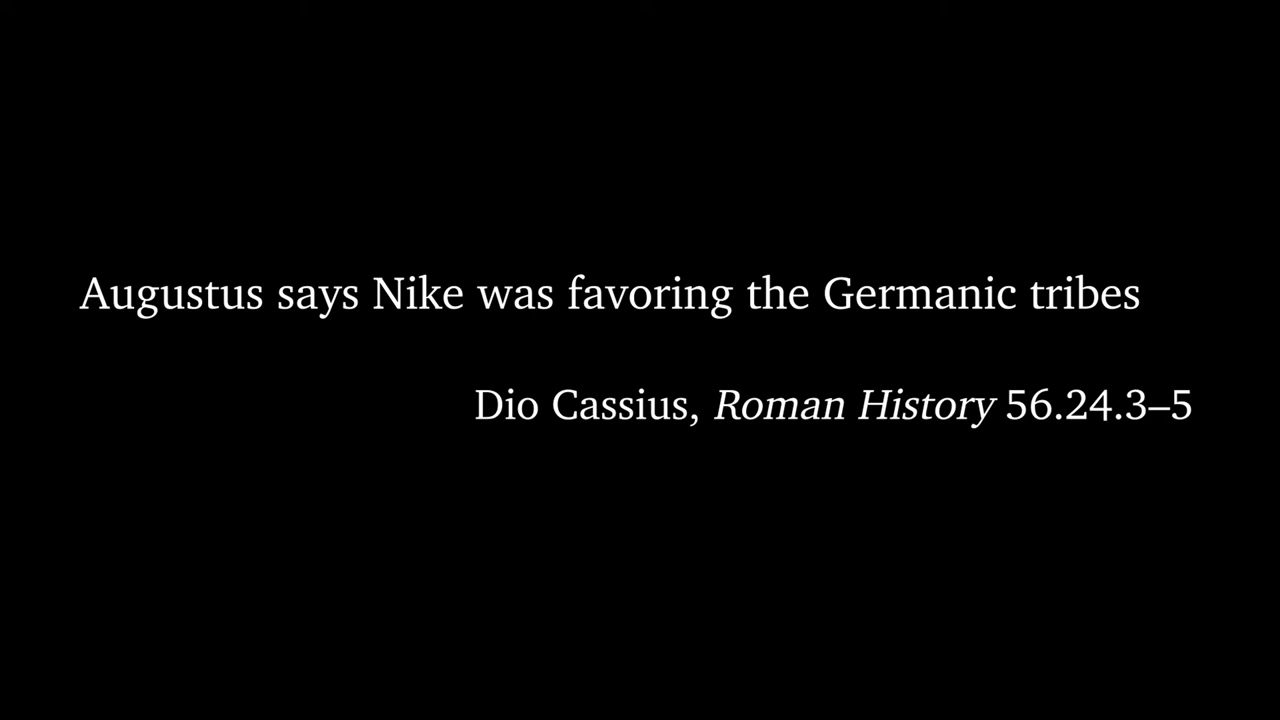 Augustus says Nike was favoring the Germanic tribes
Dio Cassius, Roman History 56.24.3–5